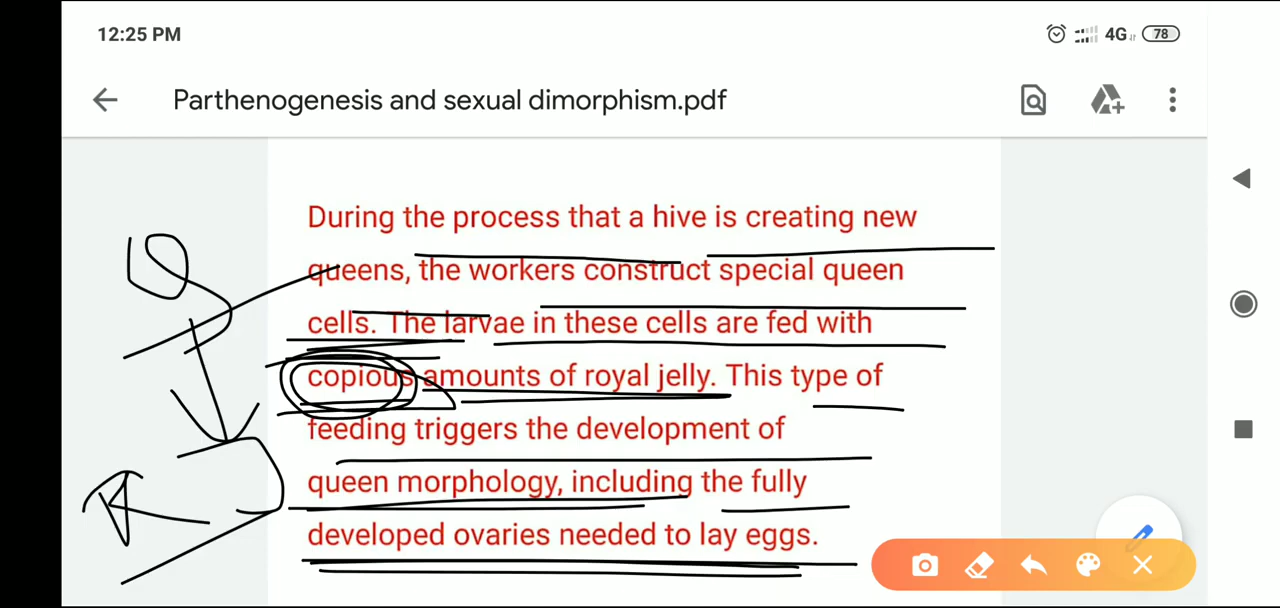 12:25 PM
4G 78
Parthenogenesis and sexual dimorphism.pdf
During the process that a hive is creating new
queens, the workers construct special queen
cells. The larvae in these cells are fed with
copious amounts of royal jelly. This type of
feeding triggers the development of
queen morphology, including the fully
developed ovaries needed to lay eggs.